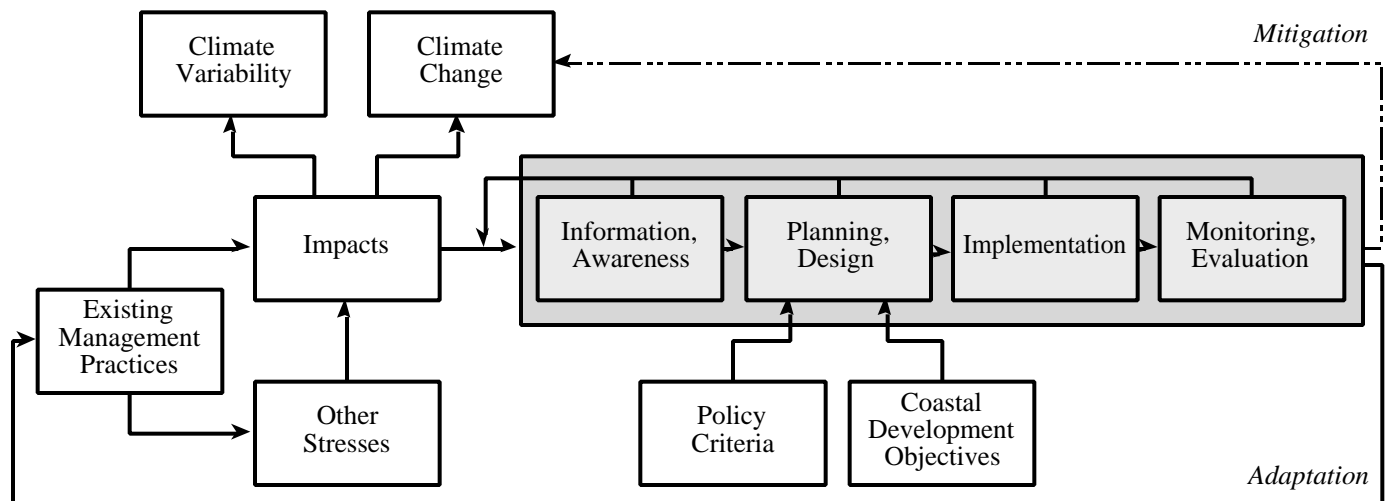 Climate
Variability
Climate
Change
Mitigation
Impacts
Information,
Awareness
Planning,
Design
Implementation
Monitoring,
Evaluation
Existing
Management
Practices
Other
Stresses
Policy
Criteria
Coastal
Development
Objectives
Adaptation